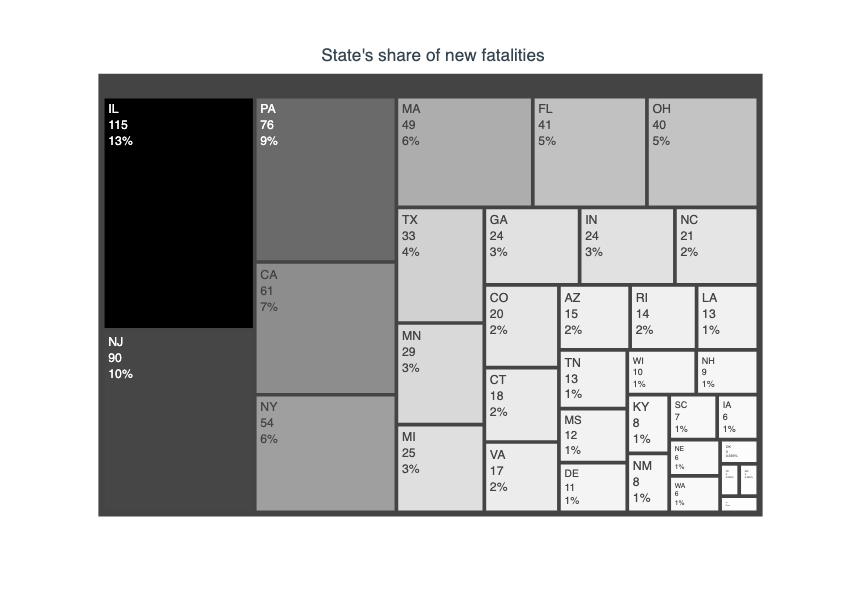 State's share of new fatalities
IL
115
13%
NJ
90
10%
PA
76
9%
CA
61
7%
NY
54
6%
MA
49
6%
FL
41
5%
OH
40
5%
TX
33
4%
MN
29
3%
MI
25
3%
GA
24
3%
IN
24
3%
NC
21
2%
CO
20
2%
CT
18
2%
VA
17
2%
AZ
15
2%
RI
14
2%
LA
13
1%
TN
13
1%
MS
12
1%
DE
11
1%
WI
10
1%
NH
9
1%
KY
8
1%
NM
8
1%
SC
7
1%
IA
6
1%
NE
6
1%
WA
6
1%